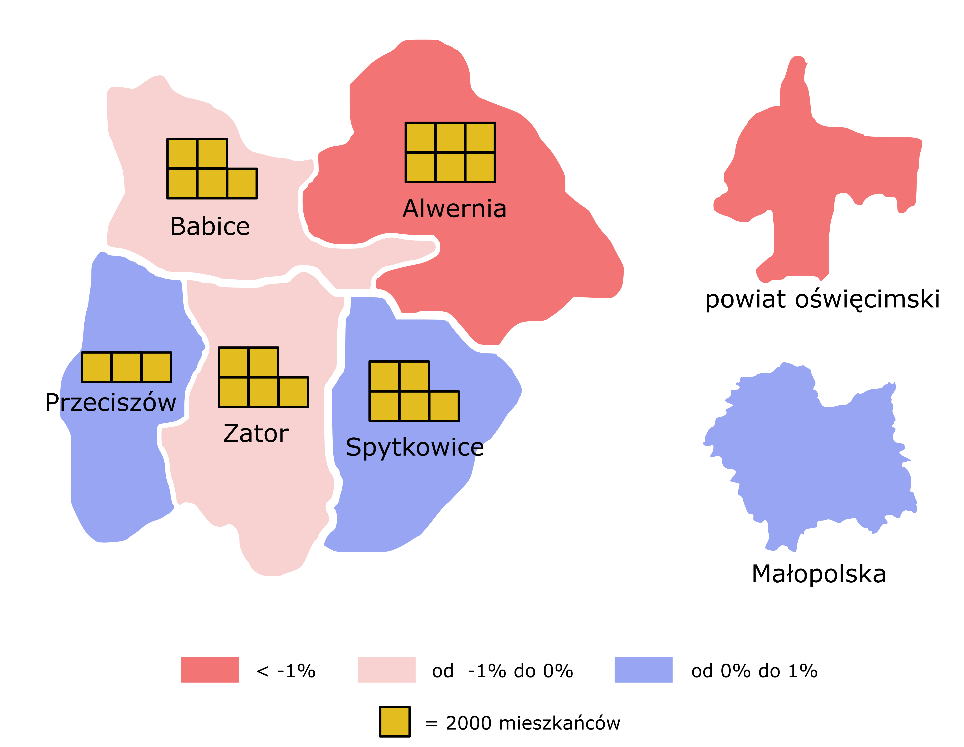 Babice
Alwernia
powiat oświęcimski
Przeciszów
Zator
Spytkowice
Małopolska
< -1%
od -1% do 0%
od 0% do 1%
= 2000 mieszkańców